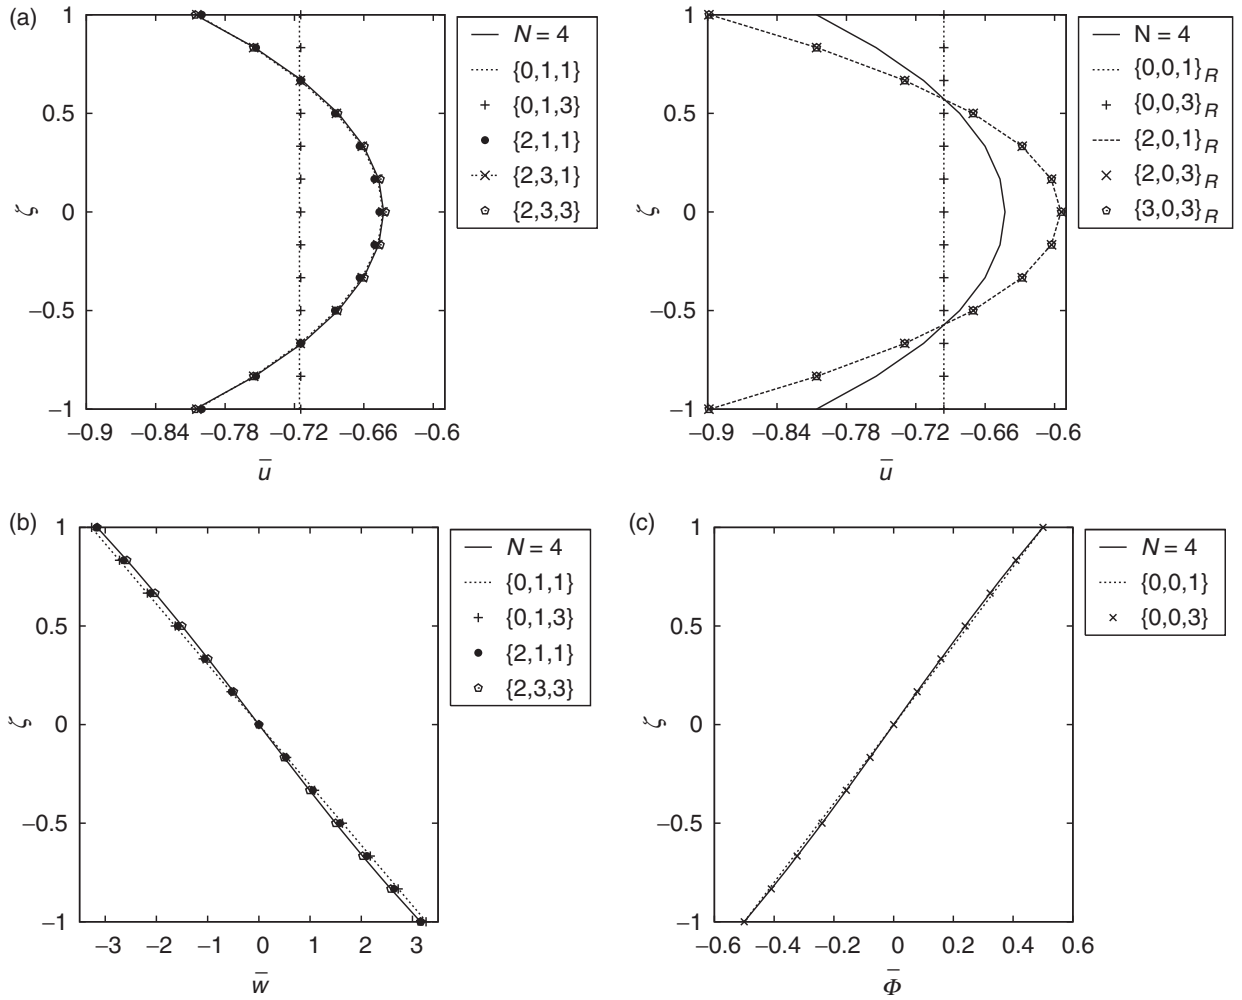 (a)
1
0.5
0
−0.5
−1
ζ
−0.9 −0.84 −0.78 −0.72 −0.66 −0.6
u̅
N = 4
{0,1,1}
{0,1,3}
{2,1,1}
{2,3,1}
{2,3,3}
1
0.5
0
−0.5
−1
ζ
−0.9 −0.84 −0.78 −0.72 −0.66 −0.6
u̅
N = 4
{0,0,1}R
{0,0,3}R
{2,0,1}R
{2,0,3}R
{3,0,3}R
(b)
1
0.5
0
−0.5
−1
ζ
−3 −2 −1 0 1 2 3
w̅
N = 4
{0,1,1}
{0,1,3}
{2,1,1}
{2,3,3}
(c)
1
0.5
0
−0.5
−1
ζ
−0.6 −0.4 −0.2 0 0.2 0.4 0.6
Φ̅
N = 4
{0,0,1}
{0,0,3}